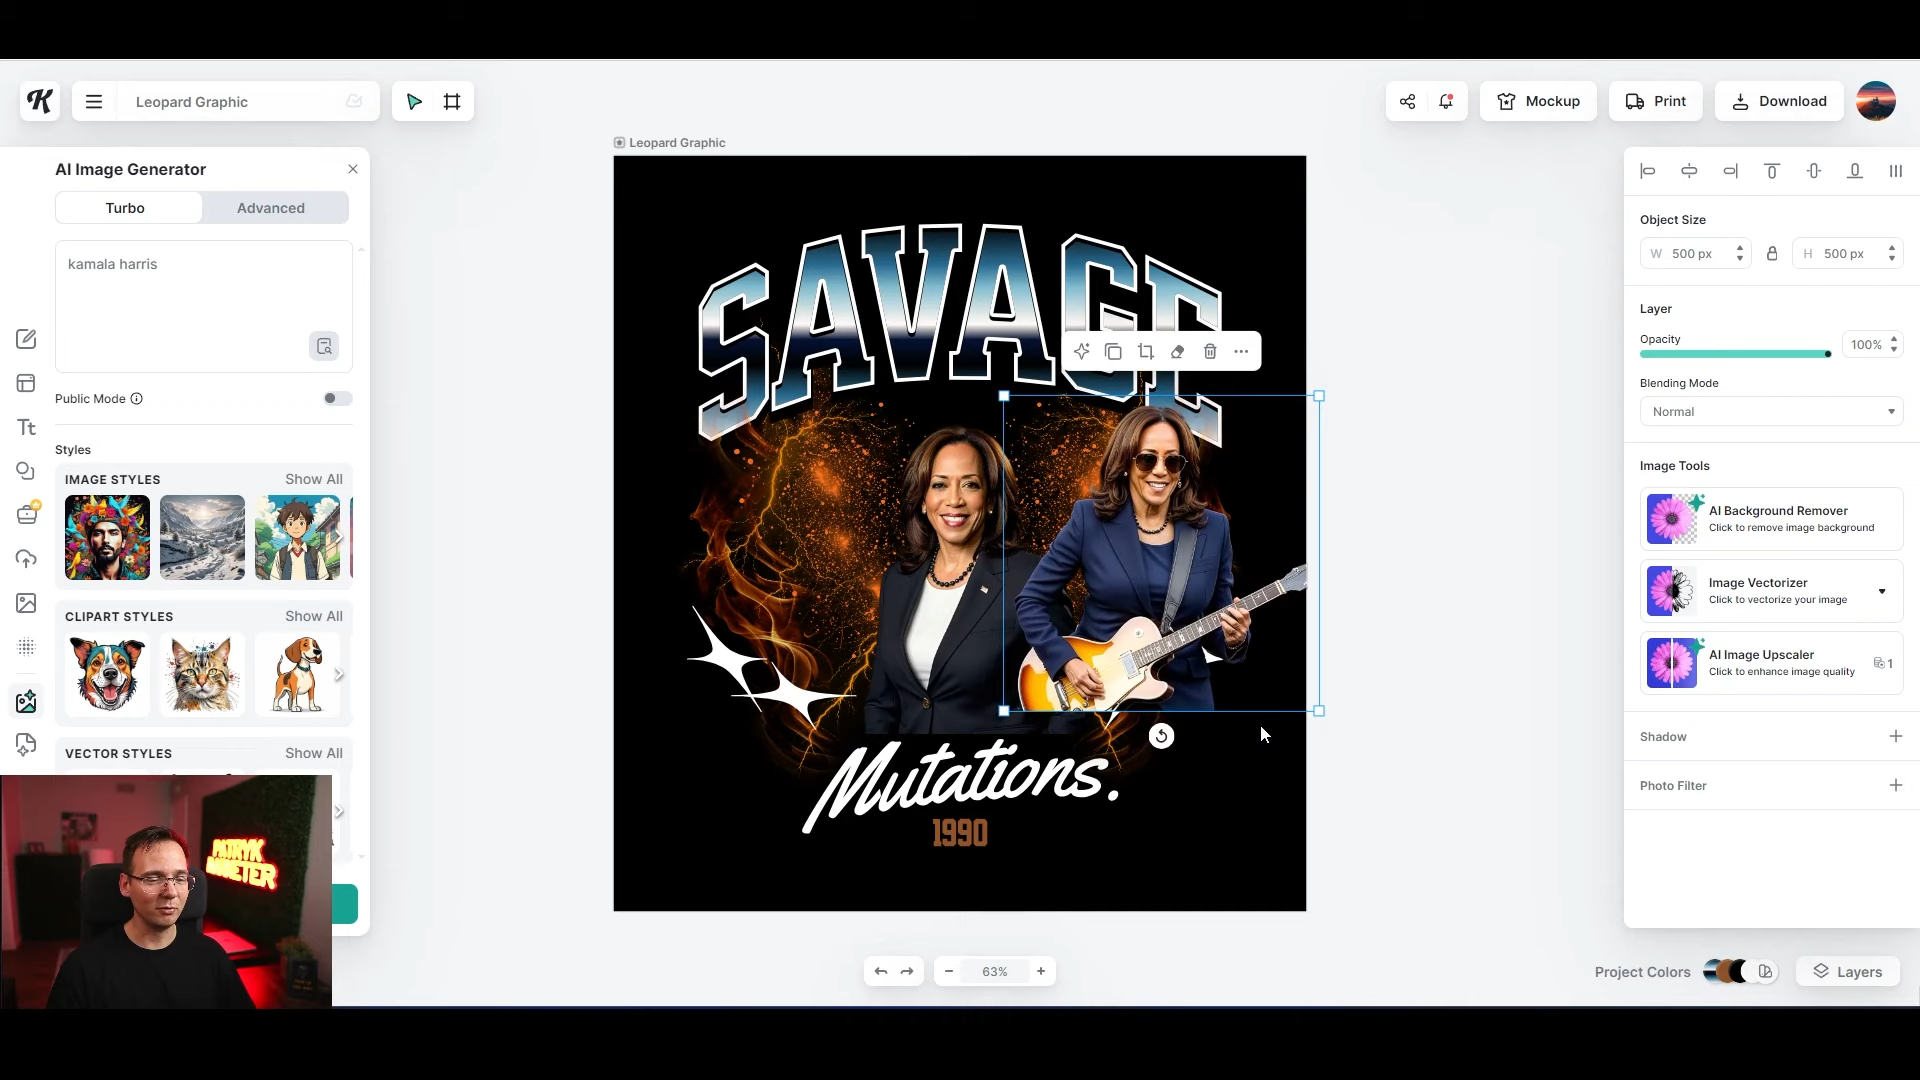 K
Leopard Graphic
Mockup
Print
Download
AI Image Generator
Turbo
Advanced
kamala harris
Public Mode
Styles
IMAGE STYLES
Show All
CLIPART STYLES
Show All
VECTOR STYLES
Show All
Tt
Leopard Graphic
SAVAGE
Mutations.
1990
63%
Object Size
W 500 px
H 500 px
Layer
Opacity
100%
Blending Mode
Normal
Image Tools
AI Background Remover
Click to remove image background
Image Vectorizer
Click to vectorize your image
AI Image Upscaler
Click to enhance image quality
1
Shadow
Photo Filter
Project Colors
Layers
PATRYK